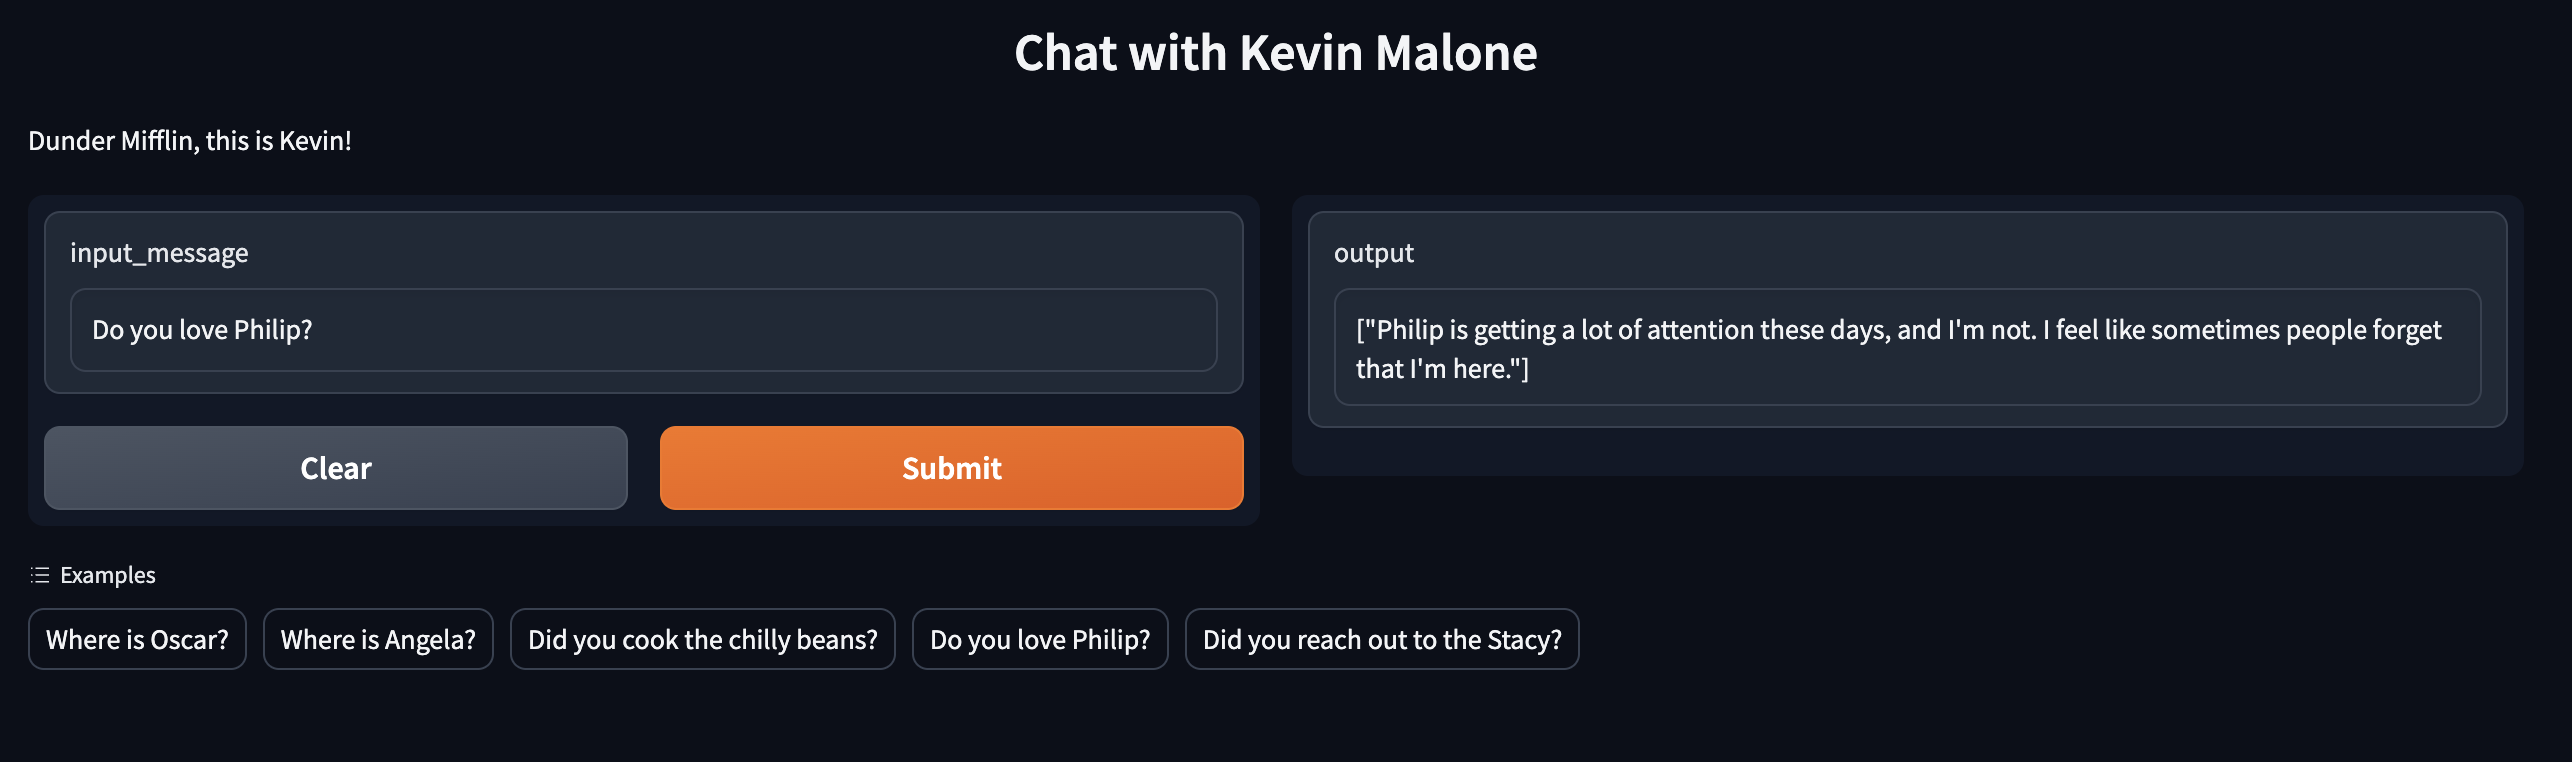 Chat with Kevin Malone
Dunder Mifflin, this is Kevin!
input_message
Do you love Philip?
Clear
Submit
output
["Philip is getting a lot of attention these days, and I'm not. I feel like sometimes people forget
that I'm here."]
Examples
Where is Oscar?
Where is Angela?
Did you cook the chilly beans?
Do you love Philip?
Did you reach out to the Stacy?